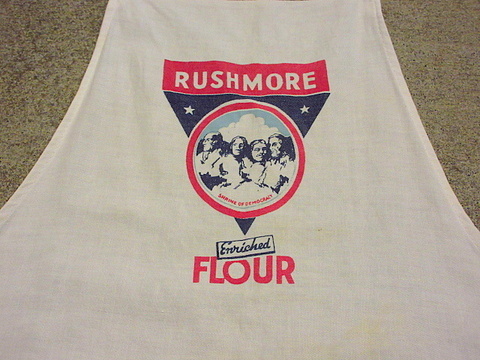 RUSHMORE
SHRINE OF DEMOCRACY
Enriched
FLOUR